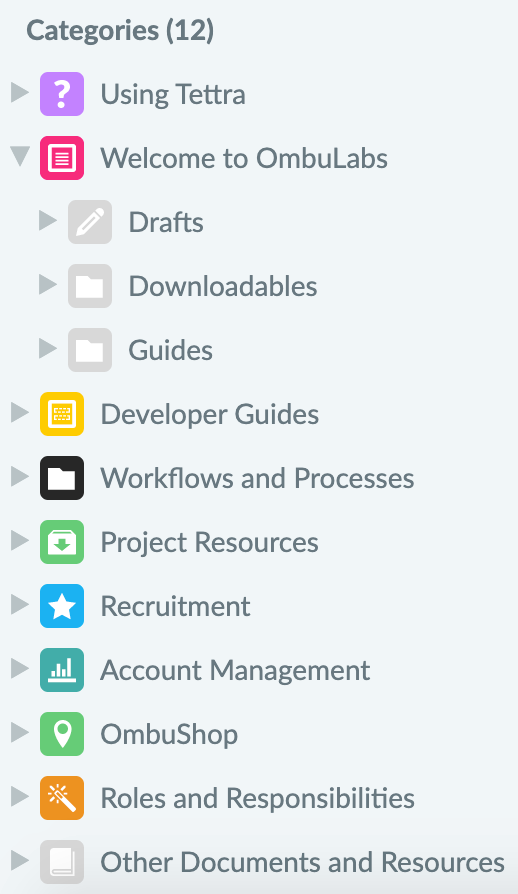 Categories (12)
Using Tettra
Welcome to OmbuLabs
Drafts
Downloadables
Guides
Developer Guides
Workflows and Processes
Project Resources
Recruitment
Account Management
OmbuShop
Roles and Responsibilities
Other Documents and Resources